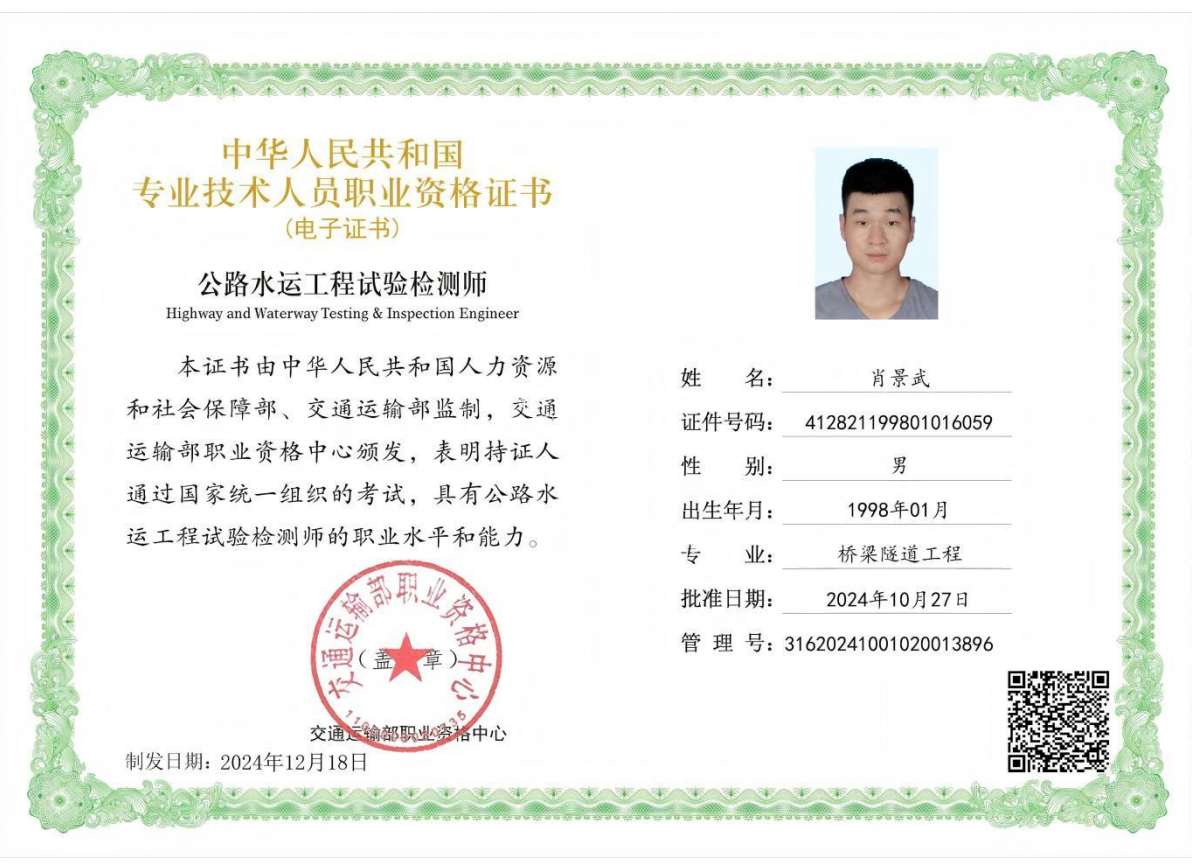 中华人民共和国
专业技术人员职业资格证书
(电子证书)
公路水运工程试验检测师
Highway and Waterway Testing & Inspection Engineer
本证书由中华人民共和国人力资源
和社会保障部、交通运输部监制，交通
运输部职业资格中心颁发，表明持证人
通过国家统一组织的考试，具有公路水
运工程试验检测师的职业水平和能力。
交通运输部职业资格中心
（盖 章）
交通运输部职业资格中心
制发日期：2024年12月18日
姓 名：肖景武
证件号码：412821199801016059
性 别：男
出生年月：1998年01月
专 业：桥梁隧道工程
批准日期：2024年10月27日
管 理 号：31620241001020013896